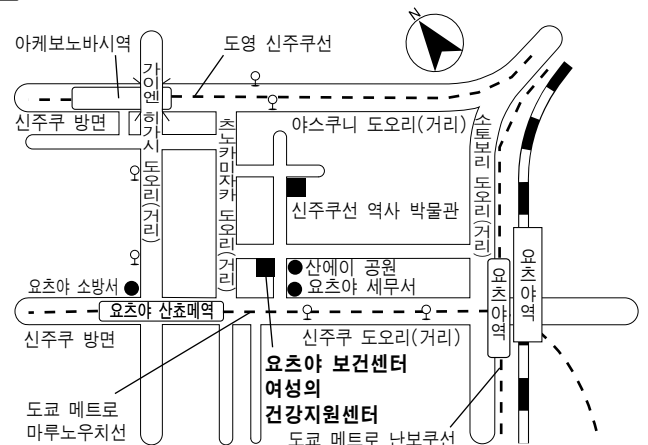 N
아케보노바시역
도영 신주쿠선
가이엔 히가시 도오리(거리)
신주쿠 방면
츠노카미자카 도오리(거리)
야스쿠니 도오리(거리)
소토보리 도오리(거리)
신주쿠선 역사 박물관
산에이 공원
요츠야 세무서
요츠야 소방서
요츠야 산쵸메역
요츠야역
요츠야역
신주쿠 방면
신주쿠 도오리(거리)
요츠야 보건센터
여성의
건강지원센터
도쿄 메트로
마루노우치선
도쿄 메트로 난보쿠선